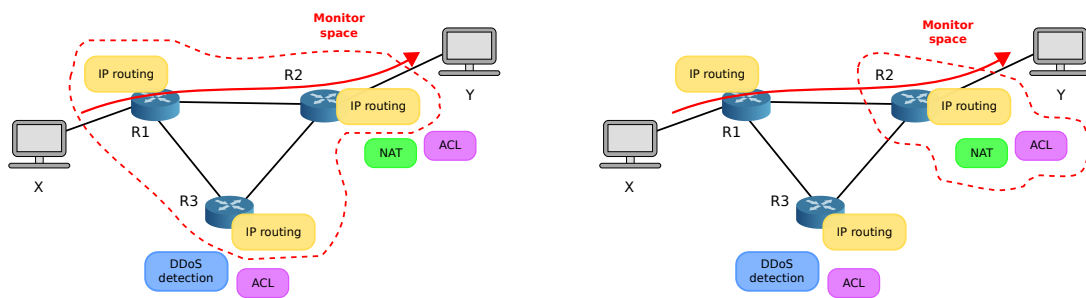 Monitor
space
IP routing
R2
IP routing
Y
R1
ACL
NAT
X
R3
IP routing
DDoS
detection
ACL
Monitor
space
IP routing
R2
IP routing
Y
R1
ACL
NAT
X
R3
IP routing
DDoS
detection
ACL